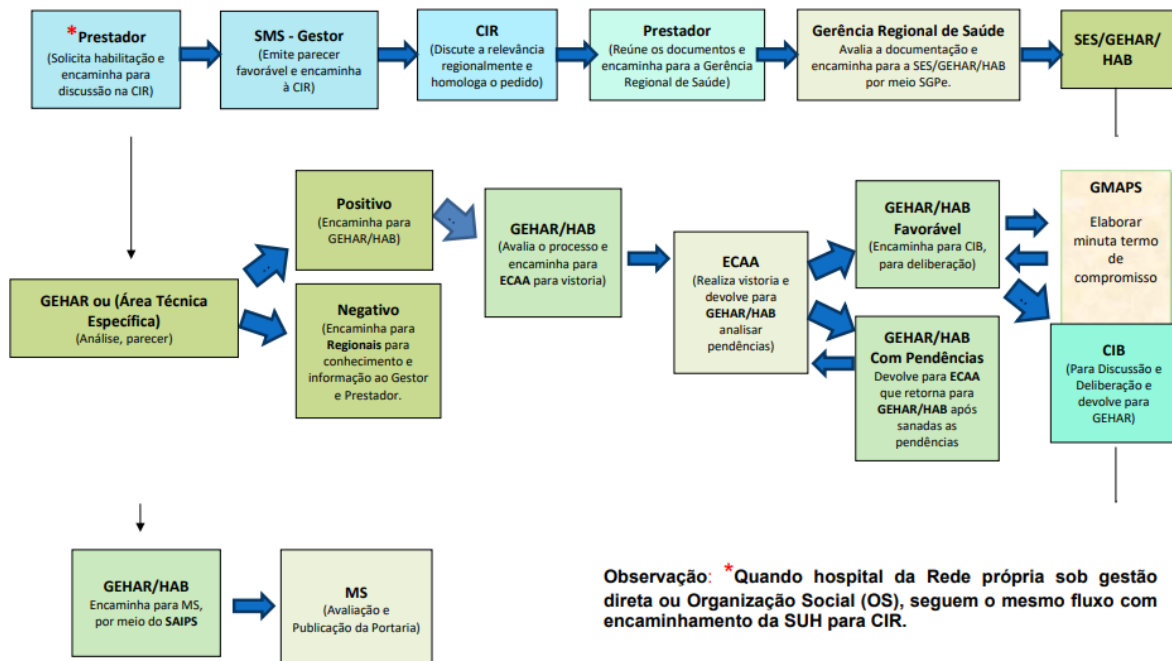 *Prestador
(Solicita habilitação e
encaminha para
discussão na CIR)
SMS - Gestor
(Emite parecer
favorável e encaminha
à CIR)
CIR
(Discute a relevância
regionalmente e
homologa o pedido)
Prestador
(Reúne os documentos e
encaminha para a Gerência
Regional de Saúde)
Gerência Regional de Saúde
Avalia a documentação e
encaminha para a SES/GEHAR/HAB
por meio SGPe.
SES/GEHAR/
HAB
GEHAR ou (Área Técnica
Específica)
(Análise, parecer)
Positivo
(Encaminha para
GEHAR/HAB)
Negativo
(Encaminha para
Regionais para
conhecimento e
informação ao Gestor
e Prestador.
GEHAR/HAB
(Avalia o processo e
encaminha para
ECAA para vistoria)
ECAA
(Realiza vistoria e
devolve para
GEHAR/HAB
analisar
pendências)
GEHAR/HAB
Favorável
(Encaminha para CIB,
para deliberação)
GEHAR/HAB
Com Pendências
Devolve para ECAA
que retorna para
GEHAR/HAB após
sanadas as
pendências
GMAPS
Elaborar
minuta termo
de
compromisso
CIB
(Para Discussão e
Deliberação e
devolve para
GEHAR)
GEHAR/HAB
Encaminha para MS,
por meio do SAIPS
MS
(Avaliação e
Publicação da Portaria)
Observação: *Quando hospital da Rede própria sob gestão
direta ou Organização Social (OS), seguem o mesmo fluxo com
encaminhamento da SUH para CIR.